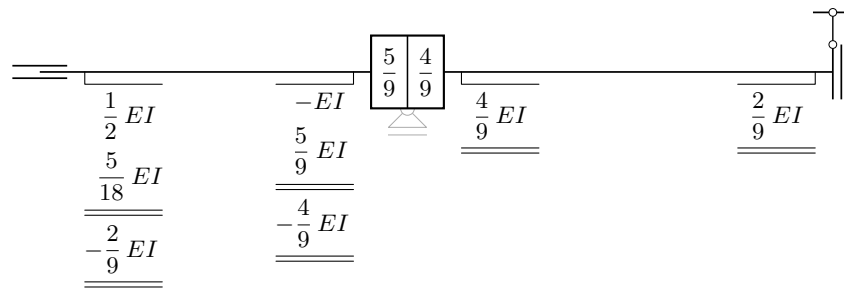 5/9 4/9
1/2 EI
−EI
4/9 EI
2/9 EI
5/18 EI
5/9 EI
−2/9 EI
−4/9 EI